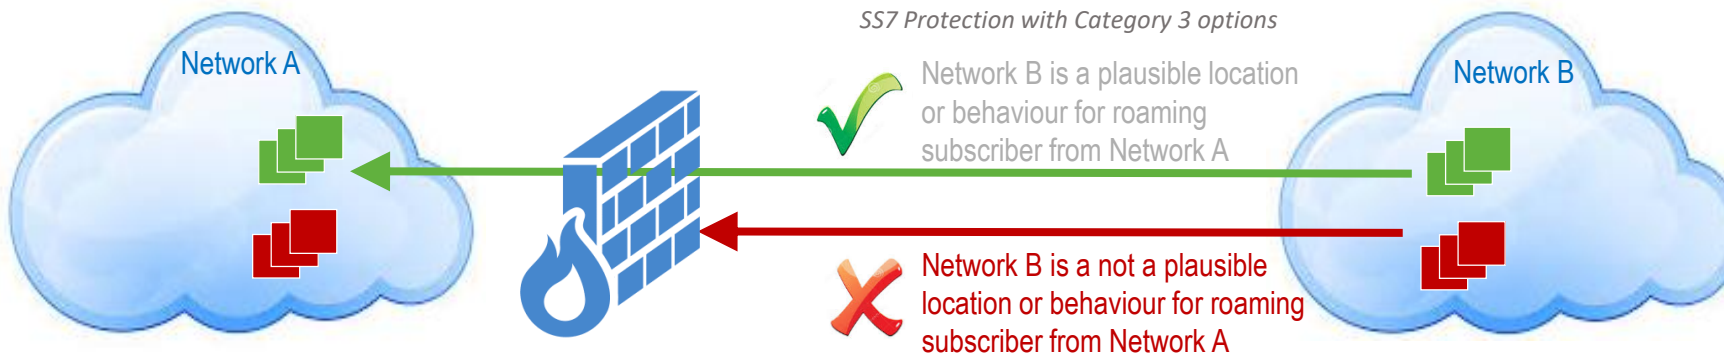 SS7 Protection with Category 3 options
Network A
Network B is a plausible location
or behaviour for roaming
subscriber from Network A
Network B
Network B is a not a plausible
location or behaviour for roaming
subscriber from Network A